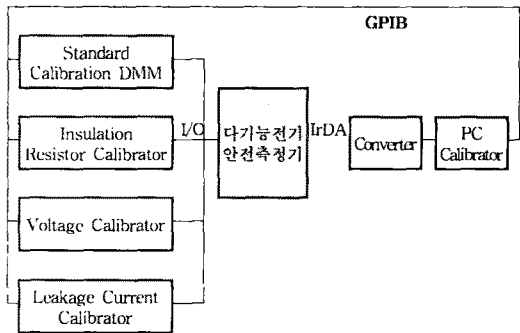 GPIB
Standard
Calibration DMM
Insulation
Resistor Calibrator
I/O
다기능전기
안전측정기
IrDA
Converter
PC
Calibrator
Voltage Calibrator
Leakage Current
Calibrator